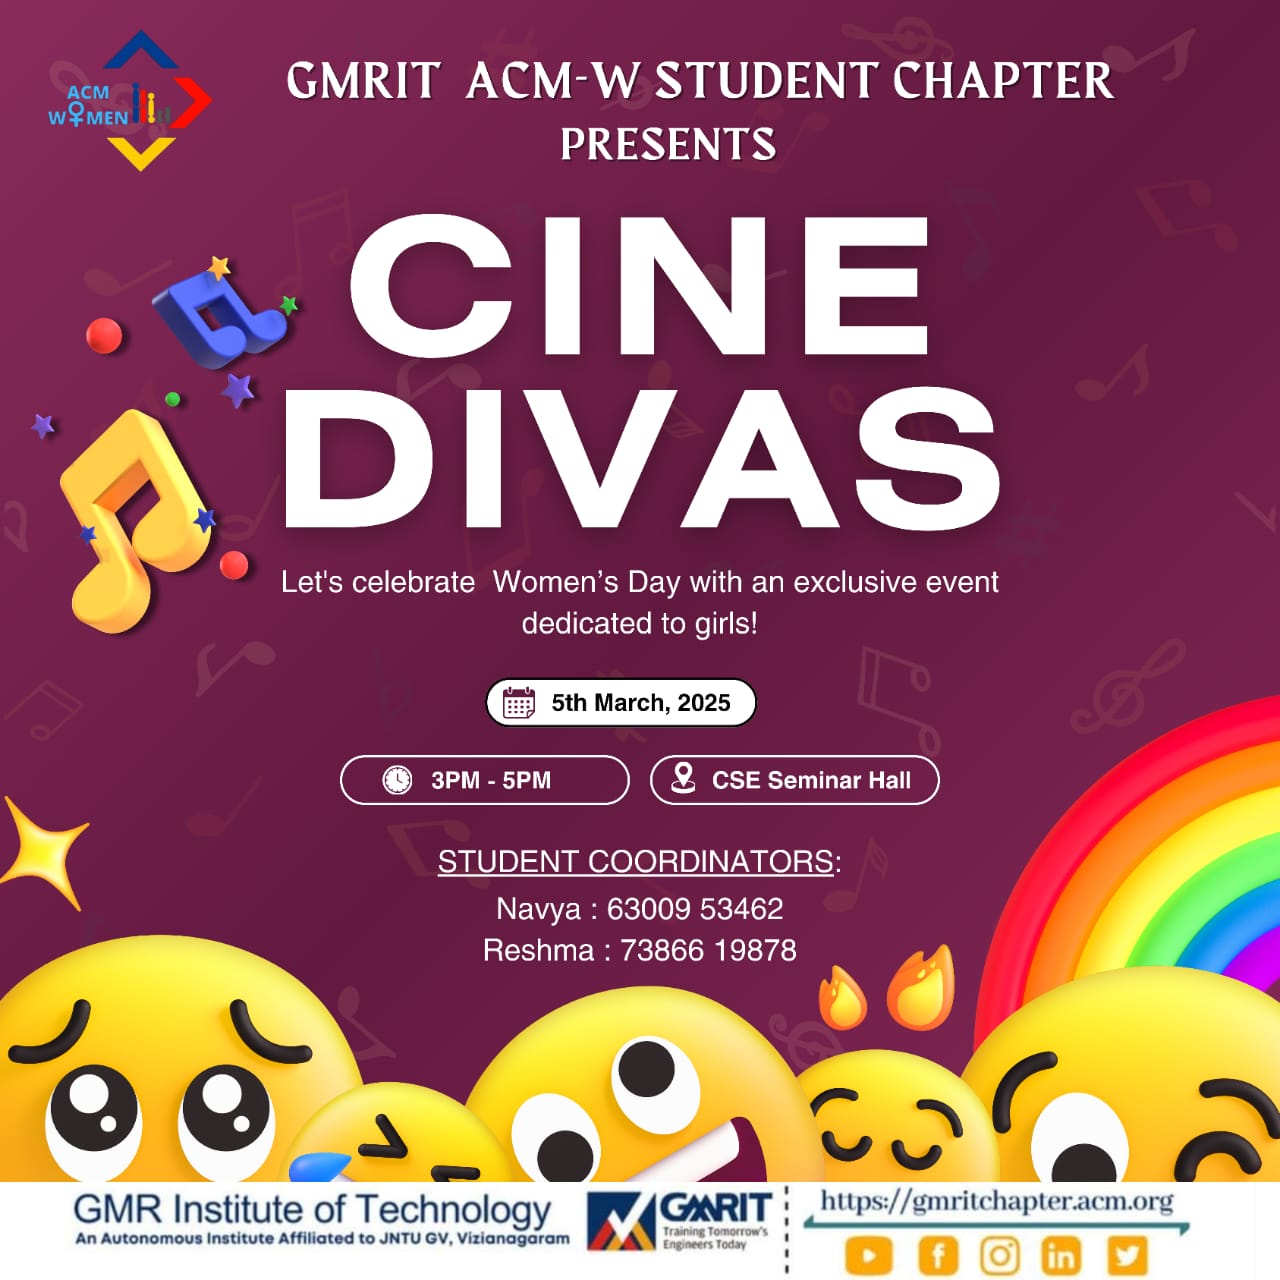 ACM
WOMEN
GMRIT ACM-W STUDENT CHAPTER
PRESENTS
CINE
DIVAS
Let's celebrate Women’s Day with an exclusive event
dedicated to girls!
5th March, 2025
3PM - 5PM
CSE Seminar Hall
STUDENT COORDINATORS:
Navya : 63009 53462
Reshma : 73866 19878
GMR Institute of Technology
An Autonomous Institute Affiliated to JNTU GV, Vizianagaram
GMRIT
Training Tomorrow's
Engineers Today
https://gmritchapter.acm.org